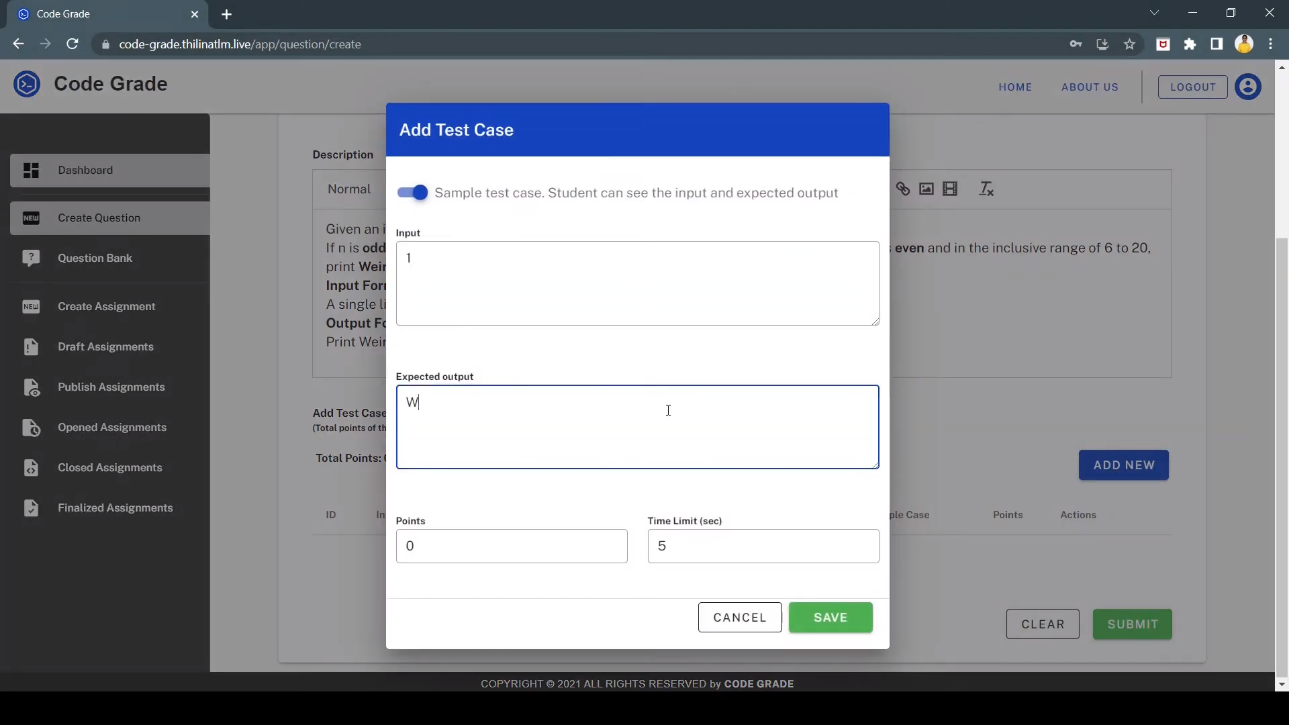 Code Grade
code-grade.thilinatlm.live/app/question/create
Code Grade
HOME
ABOUT US
LOGOUT
Dashboard
NEW Create Question
Question Bank
NEW Create Assignment
Draft Assignments
Publish Assignments
Opened Assignments
Closed Assignments
Finalized Assignments
Description
Normal
Given an i
If n is odd
even and in the inclusive range of 6 to 20,
print Weir
Input For
A single li
Output Fo
Print Weir
Add Test Case
(Total points of th
Total Points:
ADD NEW
ID
In
ple Case
Points
Actions
CLEAR
SUBMIT
Add Test Case
Sample test case. Student can see the input and expected output
Input
1
Expected output
W
Points
Time Limit (sec)
0
5
CANCEL
SAVE
COPYRIGHT © 2021 ALL RIGHTS RESERVED by CODE GRADE